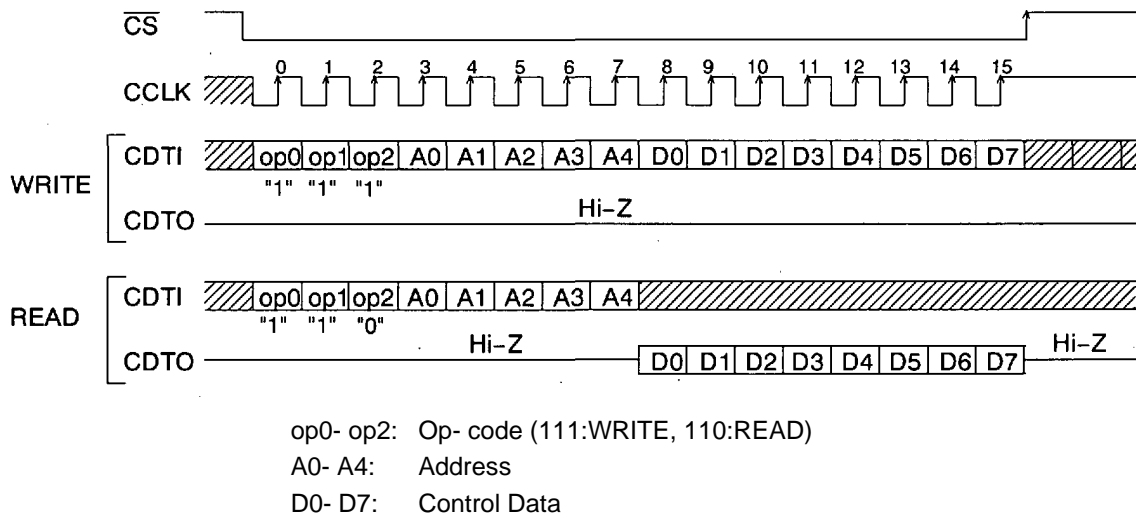 CS
0 1 2 3 4 5 6 7 8 9 10 11 12 13 14 15
CCLK
WRITE
CDTI op0 op1 op2 A0 A1 A2 A3 A4 D0 D1 D2 D3 D4 D5 D6 D7
"1" "1" "1"
Hi-Z
CDTO
READ
CDTI op0 op1 op2 A0 A1 A2 A3 A4
"1" "1" "0"
Hi-Z Hi-Z
CDTO D0 D1 D2 D3 D4 D5 D6 D7
op0- op2: Op- code (111:WRITE, 110:READ)
A0- A4: Address
D0- D7: Control Data